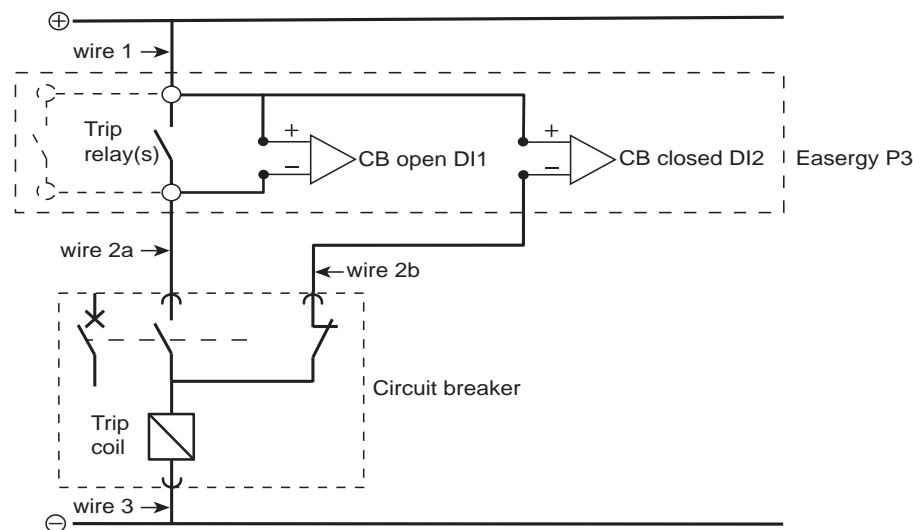 ⊕
wire 1
Trip
relay(s)
+
−
CB open DI1
+
−
CB closed DI2
Easergy P3
wire 2a
wire 2b
Circuit breaker
Trip
coil
wire 3
⊖